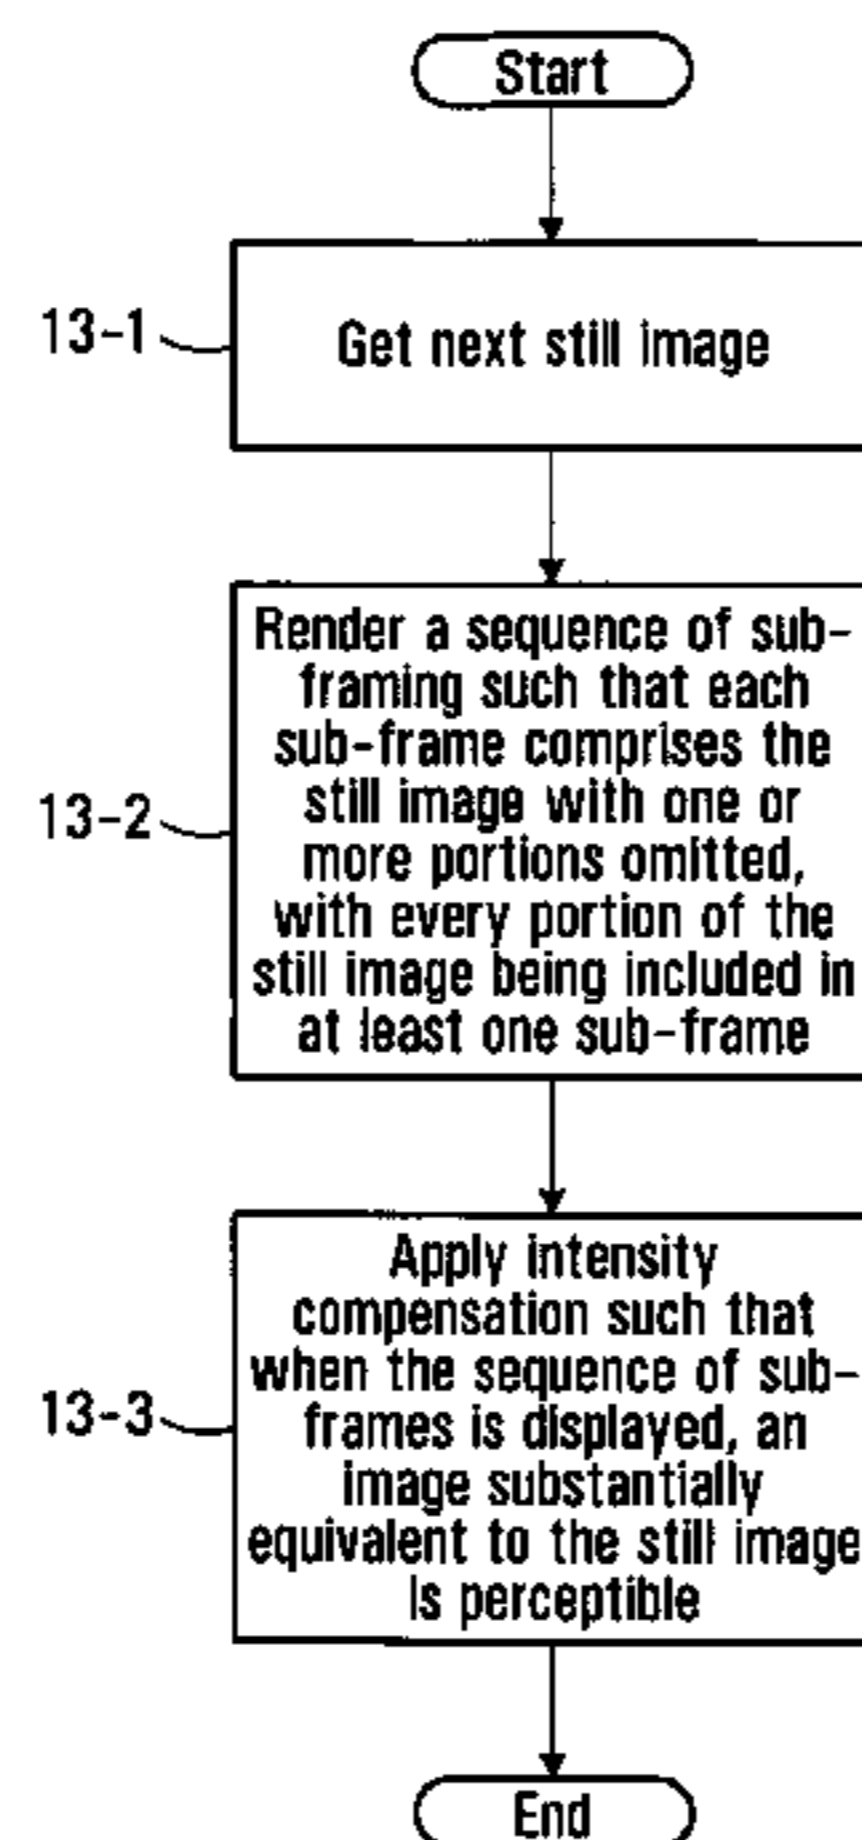 Start
13-1
Get next still image
13-2
Render a sequence of sub-
framing such that each
sub-frame comprises the
still image with one or
more portions omitted,
with every portion of the
still image being included in
at least one sub-frame
13-3
Apply intensity
compensation such that
when the sequence of sub-
frames is displayed, an
image substantially
equivalent to the still image
is perceptible
End